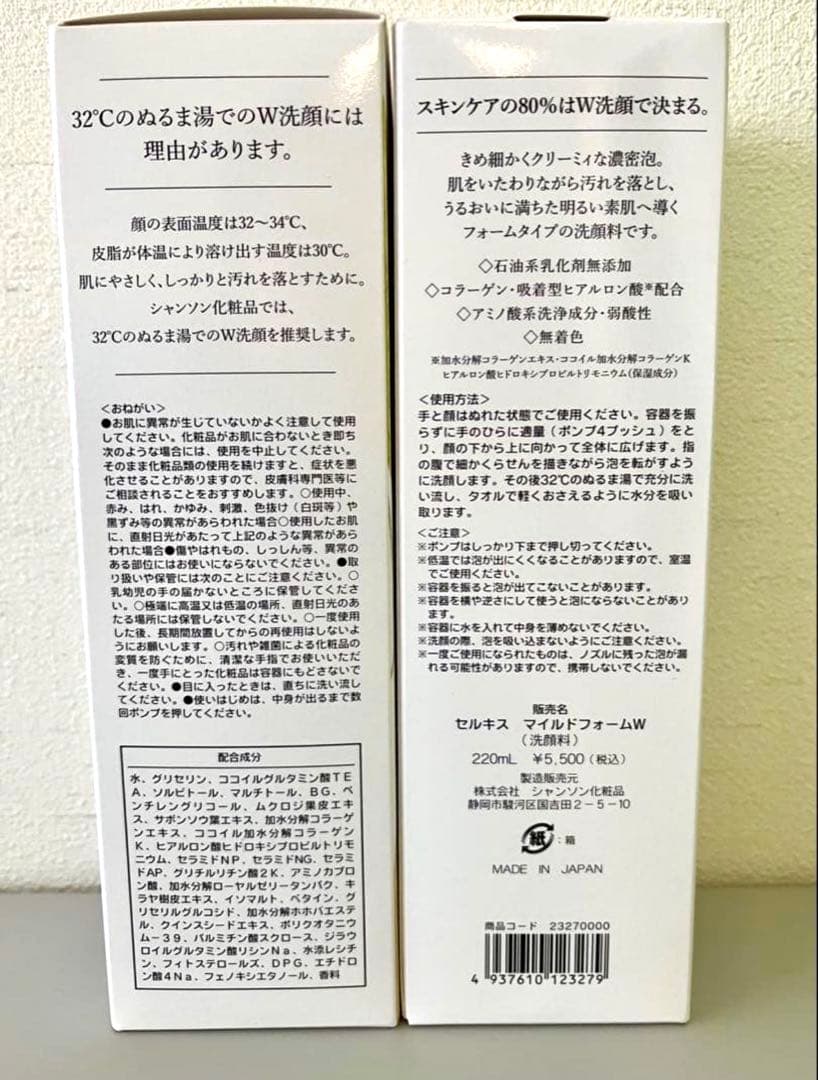 32℃のぬるま湯でのW洗顔には
理由があります。
顔の表面温度は32〜34℃、
皮脂が体温により溶け出す温度は30℃。
肌にやさしく、しっかりと汚れを落とすために。
シャンソン化粧品では、
32℃のぬるま湯でのW洗顔を推奨します。
＜おねがい＞
●お肌に異常が生じていないかよく注意して使用
してください。化粧品がお肌に合わないとき即ち
次のような場合には、使用を中止してください。
そのまま化粧品類の使用を続けますと、症状を悪
化させることがありますので、皮膚科専門医等に
ご相談されることをおすすめします。○使用中、
赤み、はれ、かゆみ、刺激、色抜け（白斑等）や
黒ずみ等の異常があらわれた場合○使用したお肌
に、直射日光があたって上記のような異常があら
われた場合●傷やはれもの、しっしん等、異常の
ある部位にはお使いにならないでください。●取
り扱いや保管には次のことにご注意ください。○
乳幼児の手の届かないところに保管してくださ
い。○極端に高温又は低温の場所、直射日光のあ
たる場所には保管しないでください。○一度使用
した後、長期間放置してからの再使用はしないよ
うにお願いします。○汚れや雑菌による化粧品の
変質を防ぐために、清潔な手指でお使いいただ
き、一度手にとった化粧品は容器にもどさないで
ください。●目に入ったときは、直ちに洗い流し
てください。●使いはじめは、中身が出るまで数
回ポンプを押してください。
配合成分
水、グリセリン、ココイルグルタミン酸TE
A、ソルビトール、マルチトール、BG、ペ
ンチレングリコール、ムクロジ果皮エキ
ス、サボンソウ葉エキス、加水分解コラーゲ
ンエキス、ココイル加水分解コラーゲン
K、ヒアルロン酸ヒドロキシプロピルトリモ
ニウム、セラミドNP、セラミドNG、セラミ
ドAP、グリチルリチン酸2K、アミノカプロ
ン酸、加水分解ローヤルゼリータンパク、キ
ラヤ樹皮エキス、イソマルト、ベタイン、グ
リセリルグルコシド、加水分解ホホバエステ
ル、クインスシードエキス、ポリクオタニウ
ム－39、パルミチン酸スクロース、ジラウ
ロイルグルタミン酸リシンNa、水添レシチ
ン、フィトステロールズ、DPG、エチドロ
ン酸4Na、フェノキシエタノール、香料
スキンケアの80%はW洗顔で決まる。
きめ細かくクリーミィな濃密泡。
肌をいたわりながら汚れを落とし、
うるおいに満ちた明るい素肌へ導く
フォームタイプの洗顔料です。
◇石油系乳化剤無添加
◇コラーゲン・吸着型ヒアルロン酸※配合
◇アミノ酸系洗浄成分・弱酸性
◇無着色
※加水分解コラーゲンエキス・ココイル加水分解コラーゲンK
ヒアルロン酸ヒドロキシプロピルトリモニウム（保湿成分）
＜使用方法＞
手と顔はぬれた状態でご使用ください。容器を振
らずに手のひらに適量（ポンプ4プッシュ）をと
り、顔の下から上に向かって全体に広げます。指
の腹で細かくらせんを描きながら泡を転がすよう
に洗顔します。その後32℃のぬるま湯で充分に洗
い流し、タオルで軽くおさえるように水分を吸い
取ります。
＜ご注意＞
※ポンプはしっかり下まで押し切ってください。
※低温では泡が出にくくなることがありますので、室温
でご使用ください。
※容器を振ると泡が出てこないことがあります。
※容器を横や逆さにして使うと泡にならないことがあり
ます。
※容器に水を入れて中身を薄めないでください。
※洗顔の際、泡を吸い込まないようにご注意ください。
※一度ご使用になられたものは、ノズルに残った泡が漏
れる可能性がありますので、携帯しないでください。
販売名
セルキス　マイルドフォームW
（洗顔料）
220mL　￥5,500（税込）
製造販売元
株式会社　シャンソン化粧品
静岡市駿河区国吉田2－5－10
紙：箱
MADE IN JAPAN
商品コード　23270000
4 937610 123279